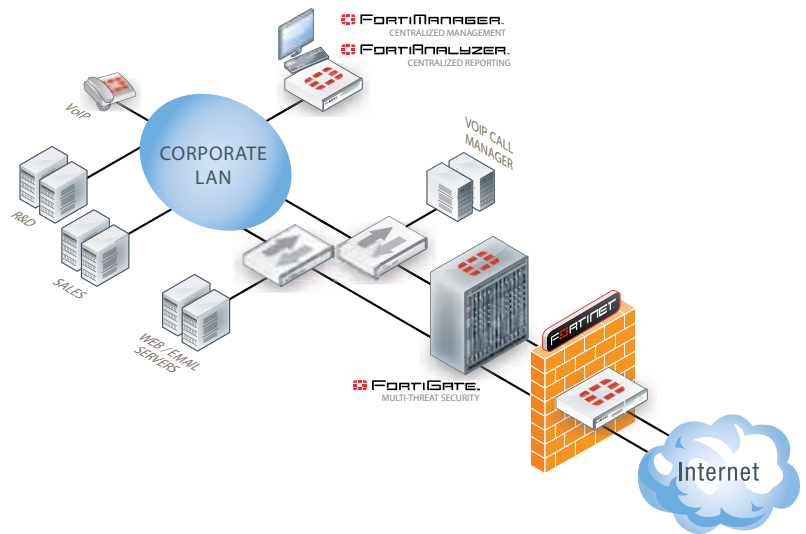 FORTIMANAGER
CENTRALIZED MANAGEMENT
FORTIANALYZER
CENTRALIZED REPORTING
VoIP
CORPORATE
LAN
VOIP CALL
MANAGER
R&D
SALES
WEB / EMAIL
SERVERS
FORTINET
FORTIGATE
MULTI-THREAT SECURITY
Internet